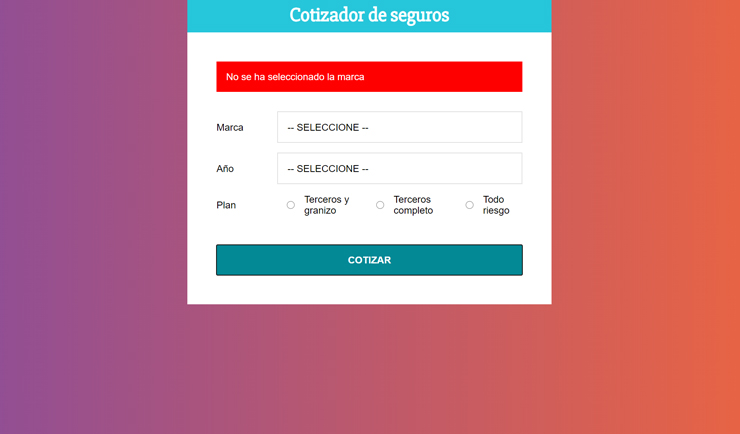 Cotizador de seguros
No se ha seleccionado la marca
Marca
-- SELECCIONE --
Año
-- SELECCIONE --
Plan
Terceros y
granizo
Terceros
completo
Todo
riesgo
COTIZAR